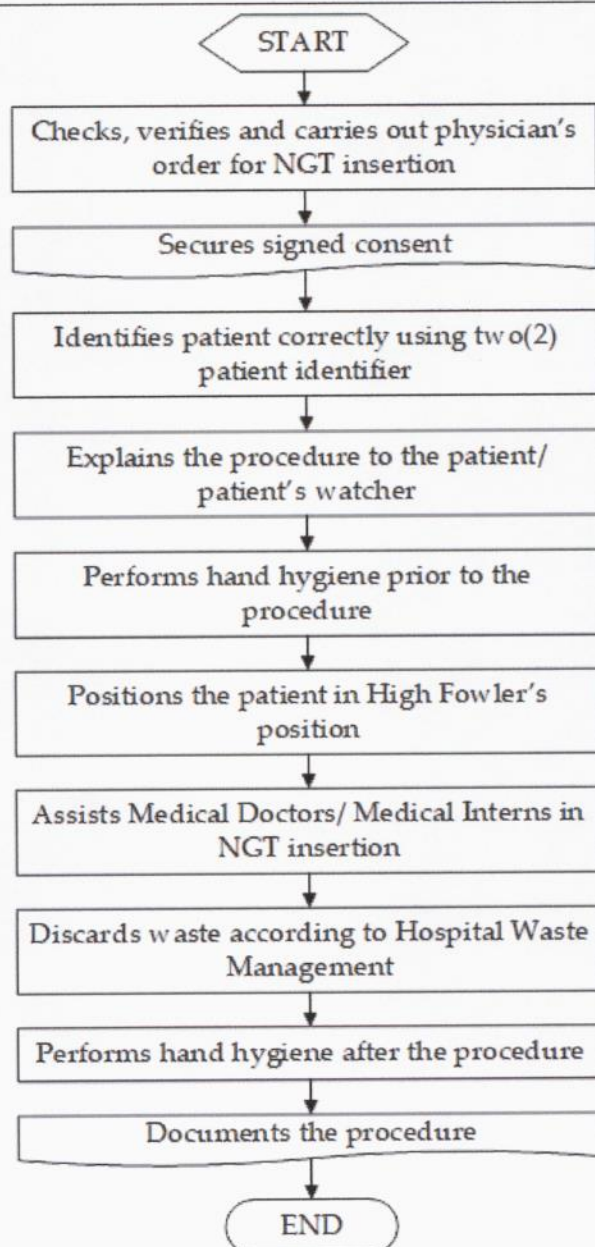 START
Checks, verifies and carries out physician's
order for NGT insertion
Secures signed consent
Identifies patient correctly using two(2)
patient identifier
Explains the procedure to the patient/
patient's watcher
Performs hand hygiene prior to the
procedure
Positions the patient in High Fowler's
position
Assists Medical Doctors/ Medical Interns in
NGT insertion
Discards waste according to Hospital Waste
Management
Performs hand hygiene after the procedure
Documents the procedure
END